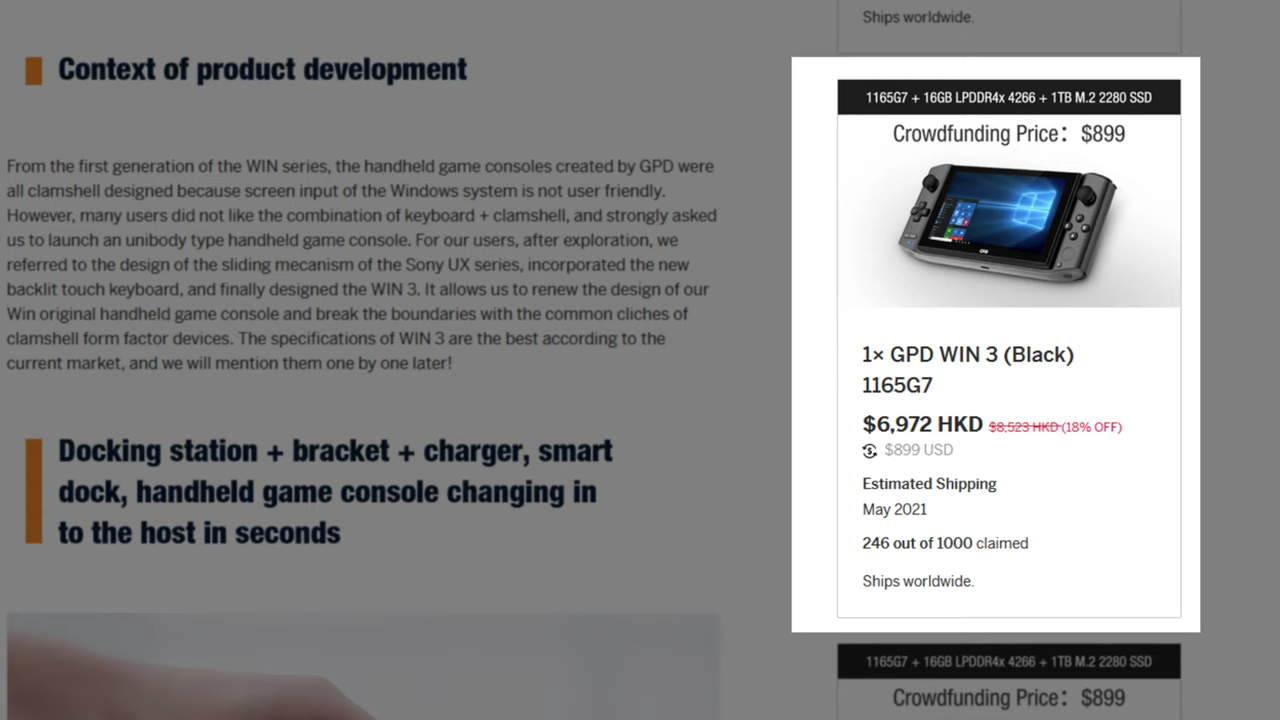 Context of product development
From the first generation of the WIN series, the handheld game consoles created by GPD were
all clamshell designed because screen input of the Windows system is not user friendly.
However, many users did not like the combination of keyboard + clamshell, and strongly asked
us to launch an unibody type handheld game console. For our users, after exploration, we
referred to the design of the sliding mecanism of the Sony UX series, incorporated the new
backlit touch keyboard, and finally designed the WIN 3. It allows us to renew the design of our
Win original handheld game console and break the boundaries with the common cliches of
clamshell form factor devices. The specifications of WIN 3 are the best according to the
current market, and we will mention them one by one later!
Docking station + bracket + charger, smart
dock, handheld game console changing in
to the host in seconds
Ships worldwide.
1165G7 + 16GB LPDDR4x 4266 + 1TB M.2 2280 SSD
Crowdfunding Price: $899
GPD
1× GPD WIN 3 (Black)
1165G7
$6,972 HKD $8,523 HKD (18% OFF)
$899 USD
Estimated Shipping
May 2021
246 out of 1000 claimed
Ships worldwide.
1165G7 + 16GB LPDDR4x 4266 + 1TB M.2 2280 SSD
Crowdfunding Price: $899